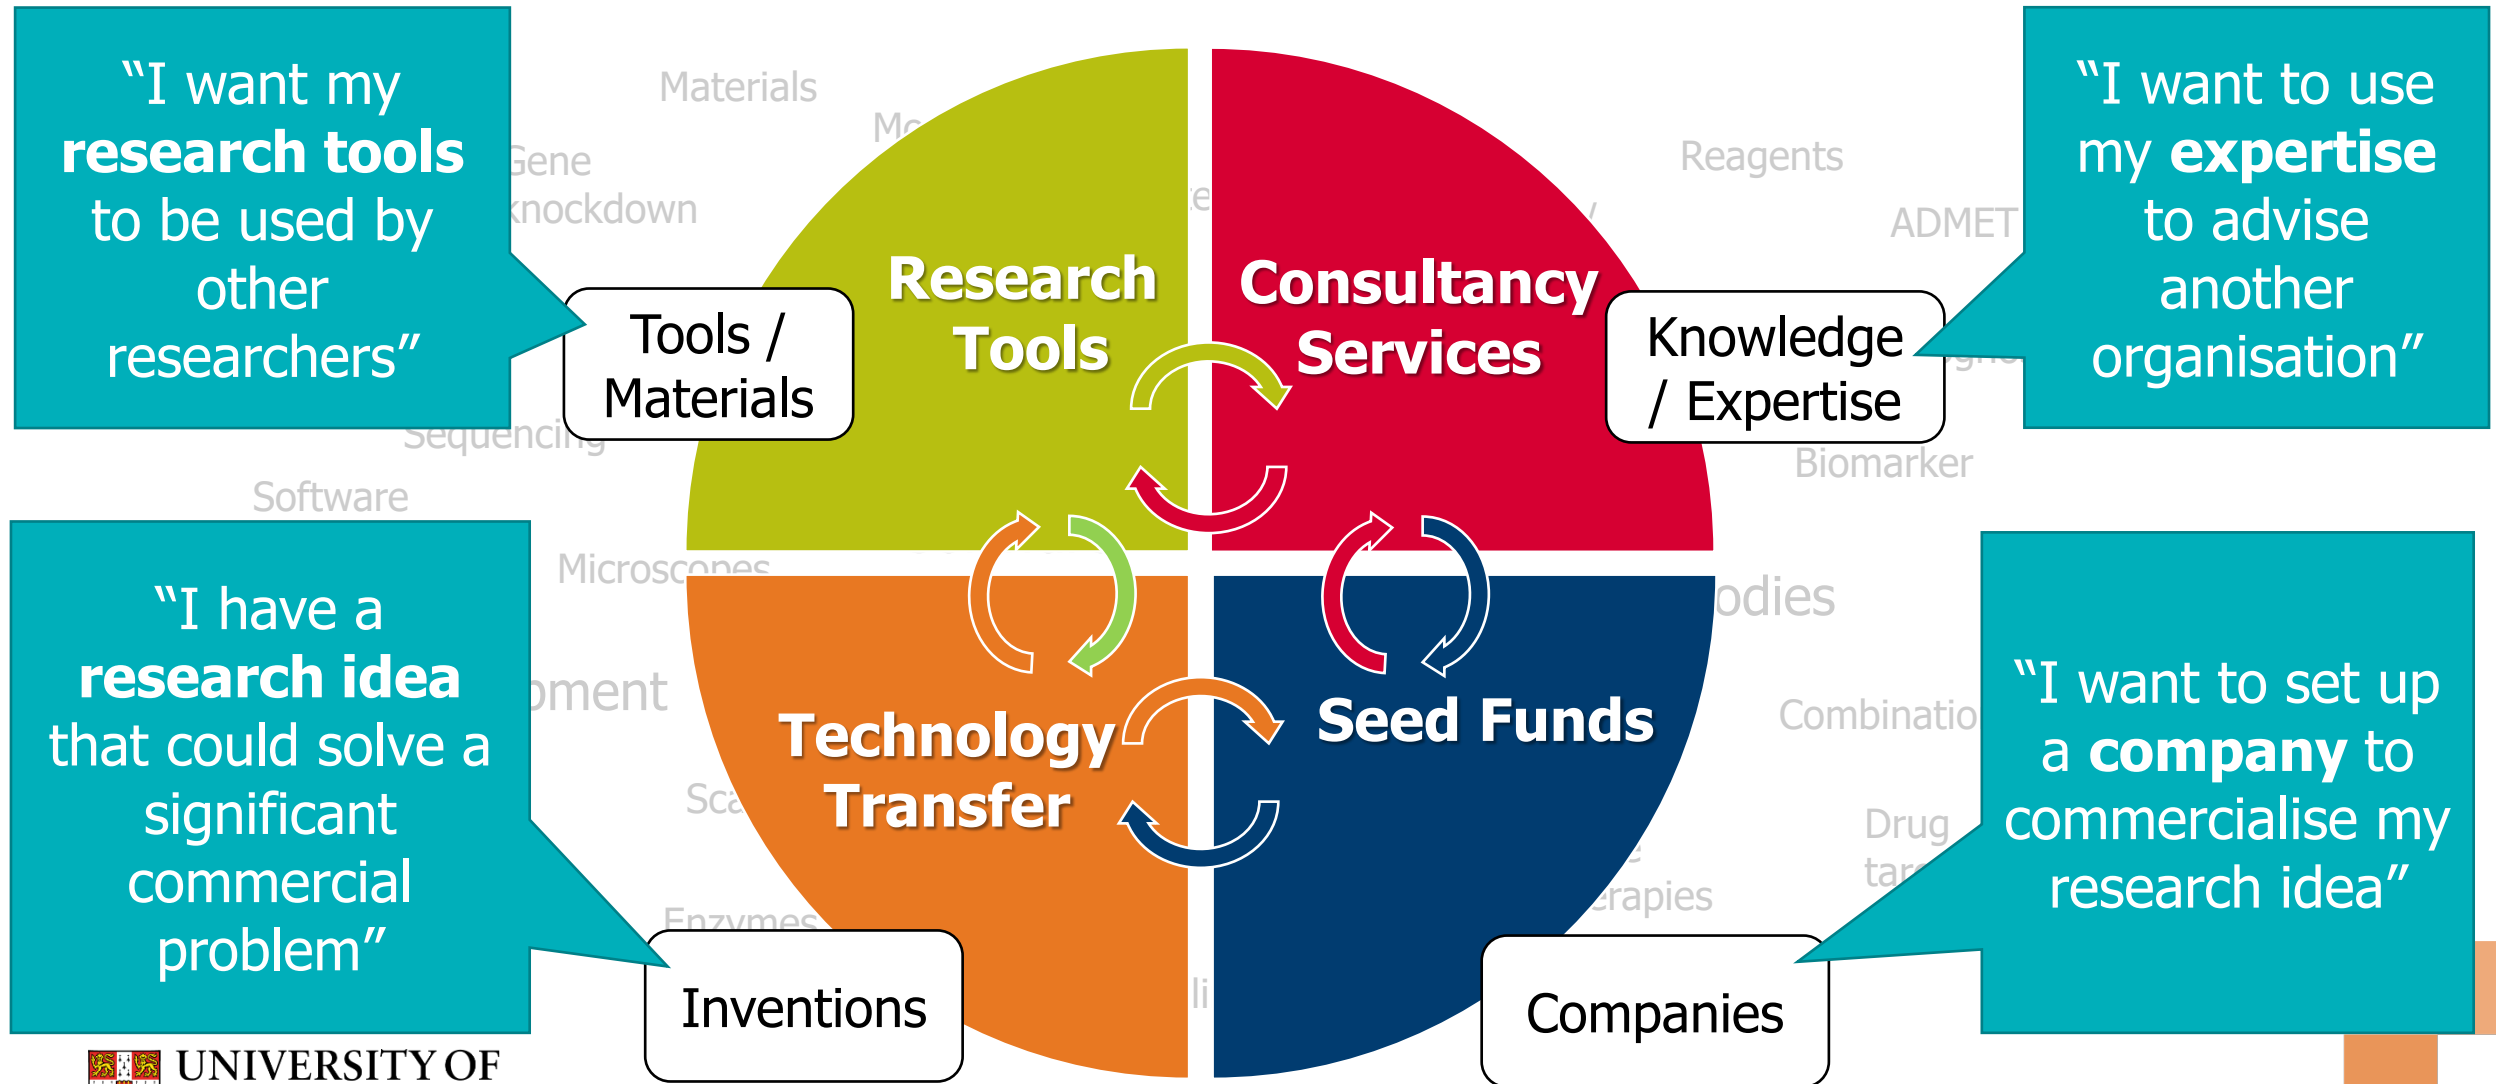 “I want my
research tools
to be used by
other
researchers”
“I want to use
my expertise
to advise
another
organisation”
Materials
Gene
knockdown
Reagents
ADMET
Research
Tools
Consultancy
Services
Tools /
Materials
Knowledge
/ Expertise
Sequencing
Biomarker
Software
Microscopes
“I have a
research idea
that could solve a
significant
commercial
problem”
“I want to set up
a company to
commercialise my
research idea”
Technology
Transfer
Seed Funds
Drug
Enzymes
Inventions
Companies
UNIVERSITY OF